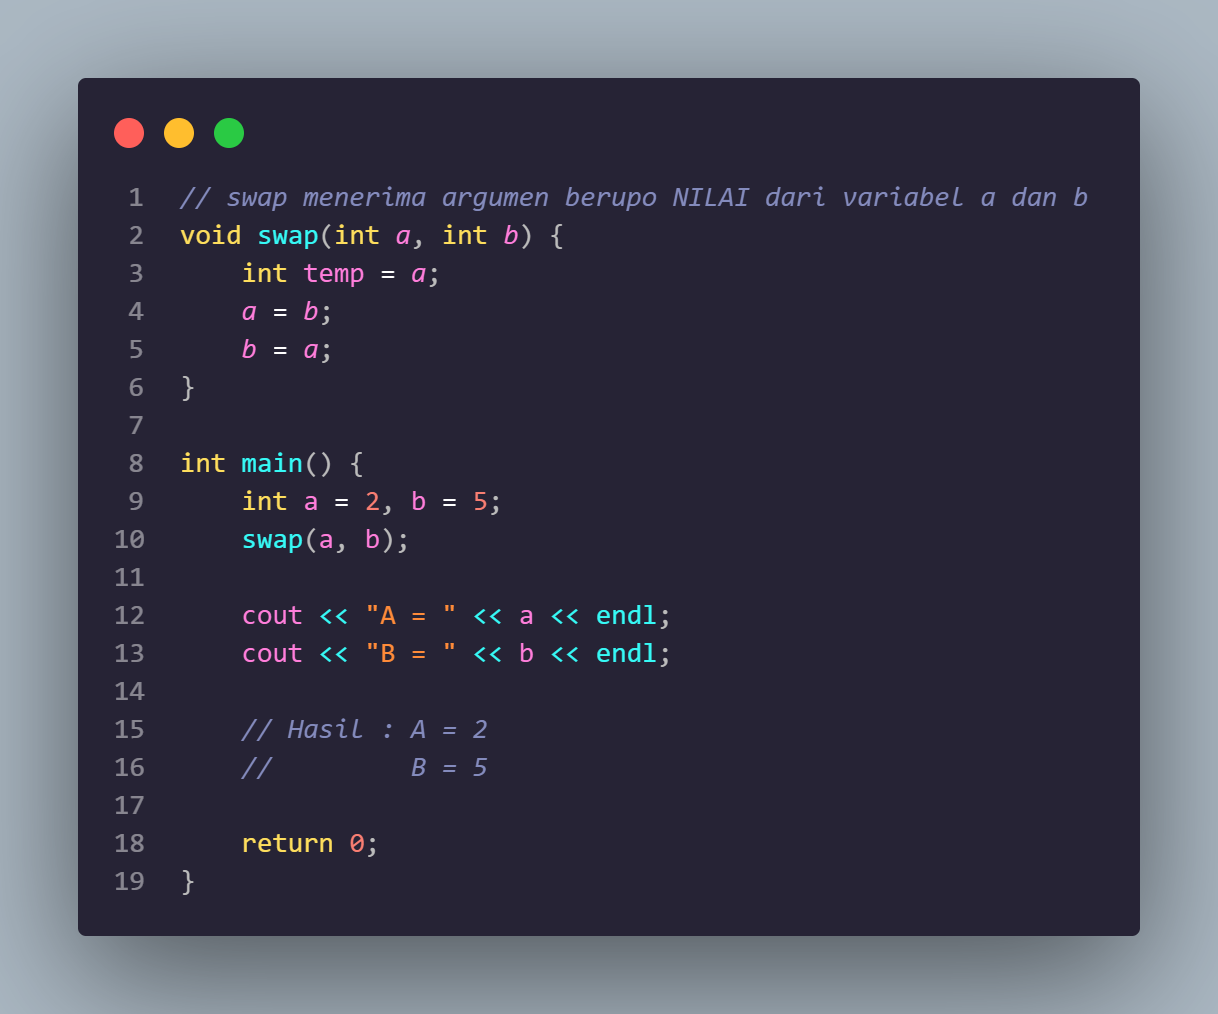 1 // swap menerima argumen berupo NILAI dari variabel a dan b
2 void swap(int a, int b) {
3     int temp = a;
4     a = b;
5     b = a;
6 }
7
8 int main() {
9     int a = 2, b = 5;
10     swap(a, b);
11
12     cout << "A = " << a << endl;
13     cout << "B = " << b << endl;
14
15     // Hasil : A = 2
16     //         B = 5
17
18     return 0;
19 }